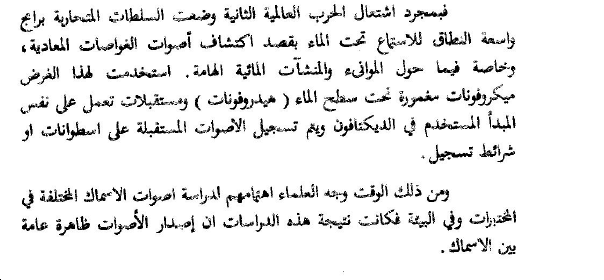 فبمجرد اشتعال الحرب العالمية الثانية وضعت السلطات المتحاربة برامج
واسعة النطاق للاستماع تحت الماء بقصد اكتشاف أصوات الغواصات المعادية،
وخاصة فيما حول الموانىء والمنشآت المائية الهامة. استخدمت لهذا الغرض
ميكروفونات مغمورة تحت سطح الماء (هيدروفونات) ومستقبلات تعمل على نفس
المبدأ المستخدم في الديكتافون ويتم تسجيل الاصوات المستقبلة على اسطوانات او
شرائط تسجيل.
ومن ذلك الوقت وجه العلماء اهتمامهم لدراسة اصوات الاسماك المختلفة في
المختبرات وفي البيئة فكانت نتيجة هذه الدراسات ان إصدار الأصوات ظاهرة عامة
بين الاسماك.